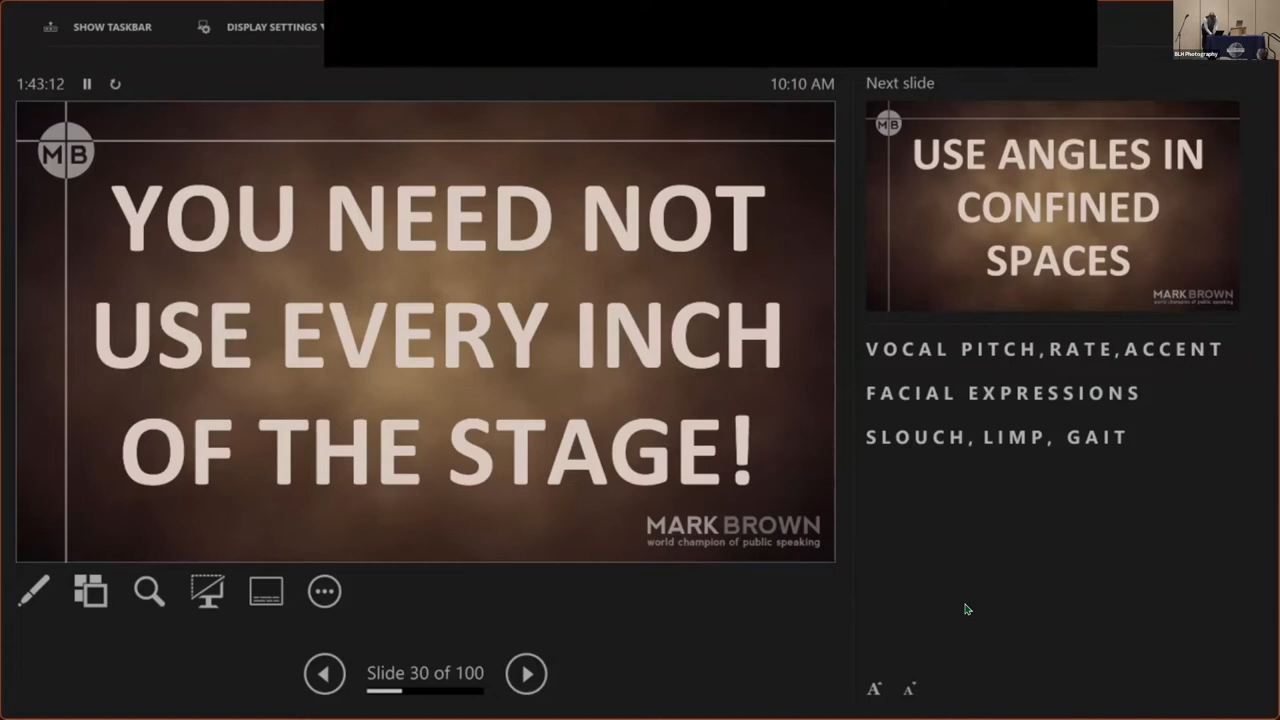 SHOW TASKBAR
DISPLAY SETTINGS
BLH Photography
1:43:12
10:10 AM
MB
YOU NEED NOT
USE EVERY INCH
OF THE STAGE!
MARK BROWN
world champion of public speaking
Next slide
MB
USE ANGLES IN
CONFINED
SPACES
MARK BROWN
world champion of public speaking
VOCAL PITCH,RATE,ACCENT
FACIAL EXPRESSIONS
SLOUCH, LIMP, GAIT
Slide 30 of 100
A A